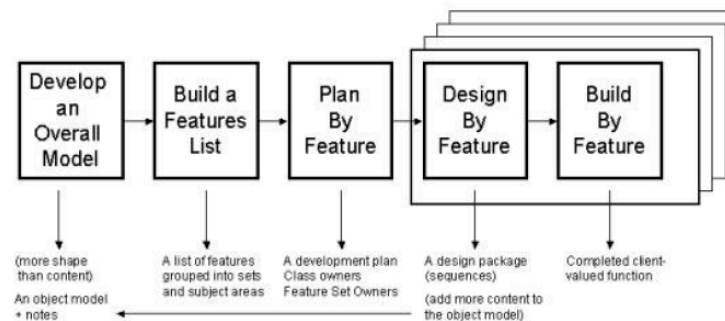 Develop
an
Overall
Model
Build a
Features
List
Plan
By
Feature
Design
By
Feature
Build
By
Feature
(more shape
than content)
An object model
+ notes
A list of features
grouped into sets
and subject areas
A development plan
Class owners
Feature Set Owners
A design package
(sequences)
(add more content to
the object model)
Completed client-
valued function